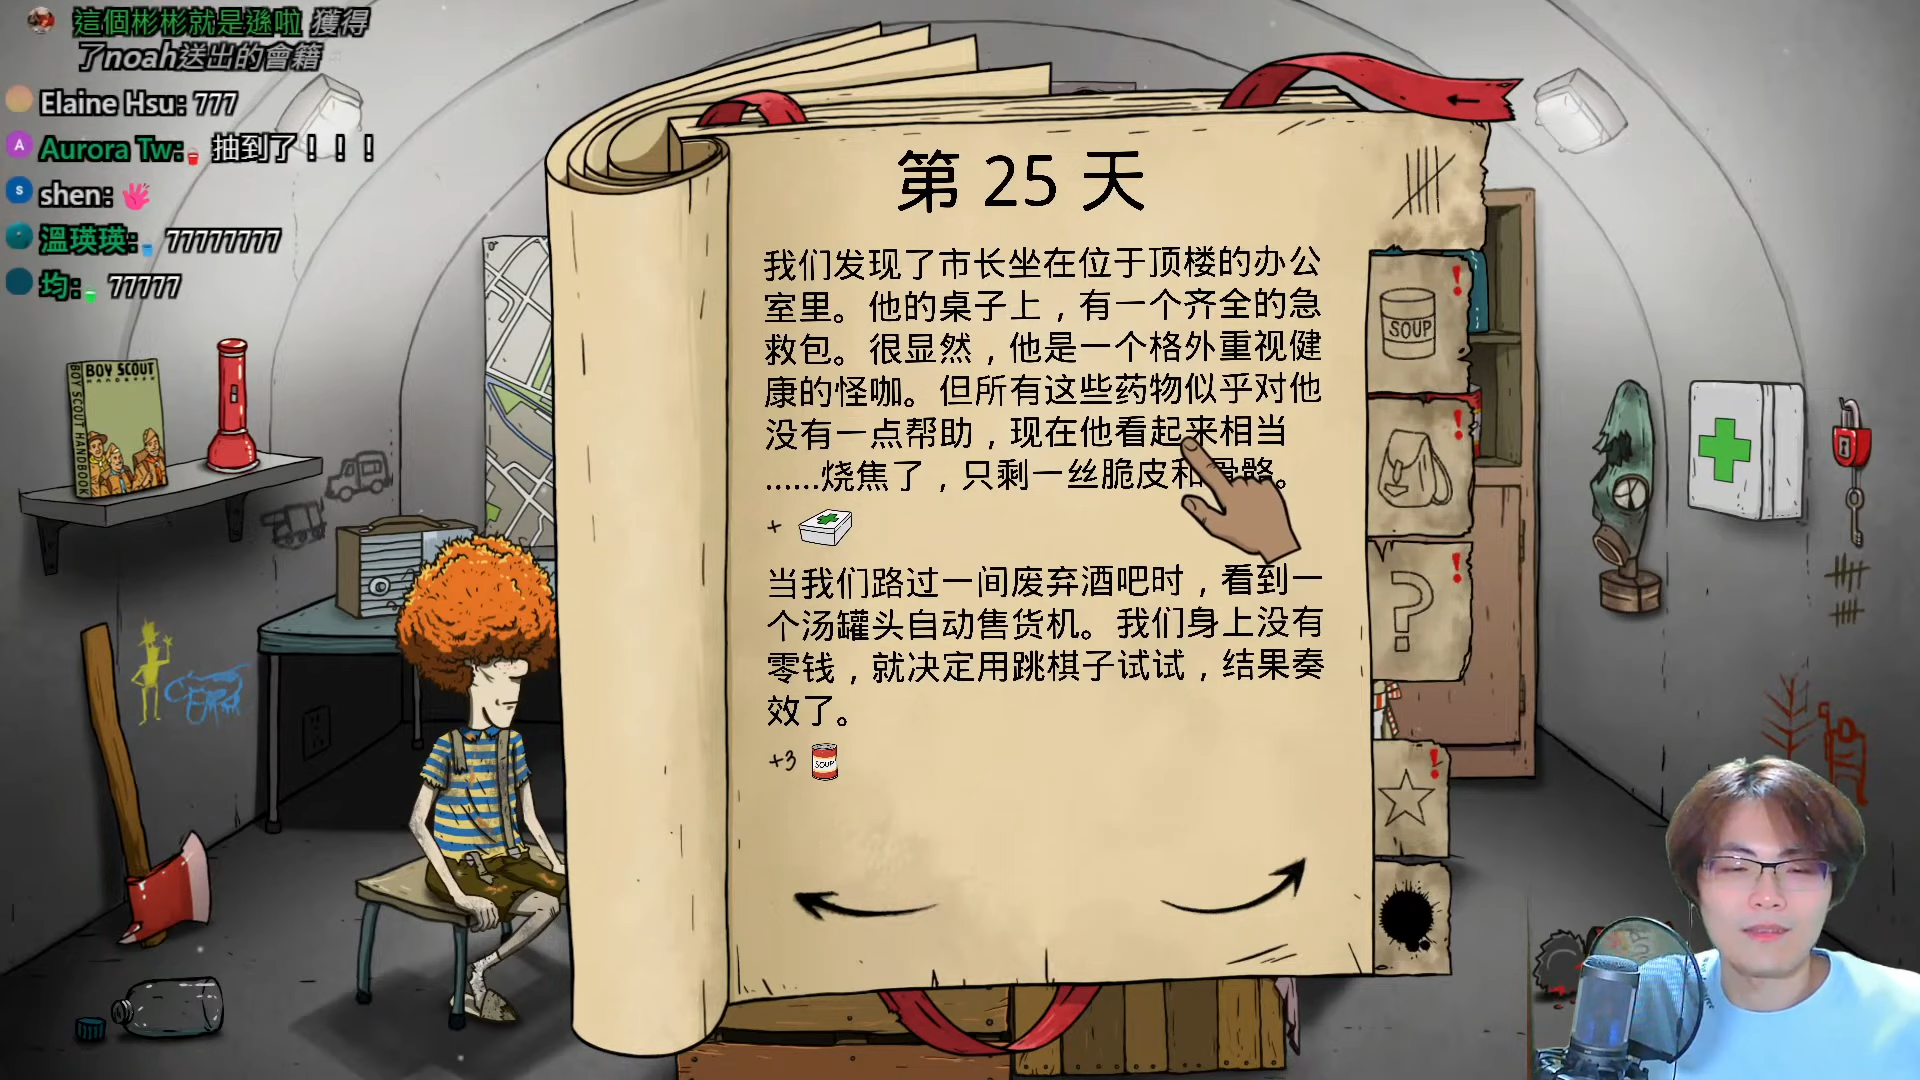 這個彬彬就是遜啦 獲得
了noah送出的會籍
Elaine Hsu: 777
A Aurora Tw: 抽到了！！！
S shen:
溫瑛瑛: 77777777
均: 77777
BOY SCOUT
HANDBOOK
BOY SCOUT HANDBOOK
第 25 天
我们发现了市长坐在位于顶楼的办公
室里。他的桌子上，有一个齐全的急
救包。很显然，他是一个格外重视健
康的怪咖。但所有这些药物似乎对他
没有一点帮助，现在他看起来相当
……烧焦了，只剩一丝脆皮和骨骼。
+
当我们路过一间废弃酒吧时，看到一
个汤罐头自动售货机。我们身上没有
零钱，就决定用跳棋子试试，结果奏
效了。
+3 SOUP
SOUP
!
!
?
!
!